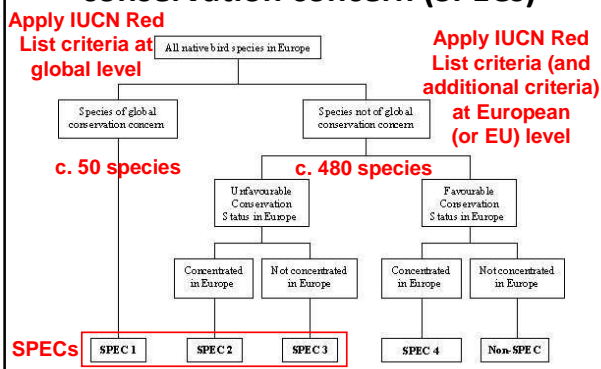 conservation concern (SPECs)
Apply IUCN Red
List criteria at
global level
All native bird species in Europe
Apply IUCN Red
List criteria (and
additional criteria)
at European
(or EU) level
Species of global
conservation concern
Species not of global
conservation concern
c. 50 species
c. 480 species
Unfavourable
Conservation
Status in Europe
Favourable
Conservation
Status in Europe
Concentrated
in Europe
Not concentrated
in Europe
Concentrated
in Europe
Not concentrated
in Europe
SPECs
SPEC 1
SPEC 2
SPEC 3
SPEC 4
Non-SPEC